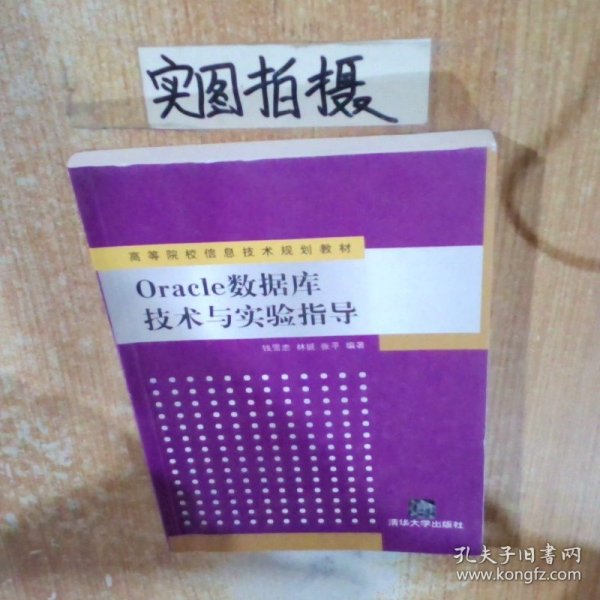 实图拍摄
高等院校信息技术规划教材
Oracle数据库
技术与实验指导
钱雪忠 林挺 张平 编著
清华大学出版社
孔夫子旧书网
www.kongfz.com